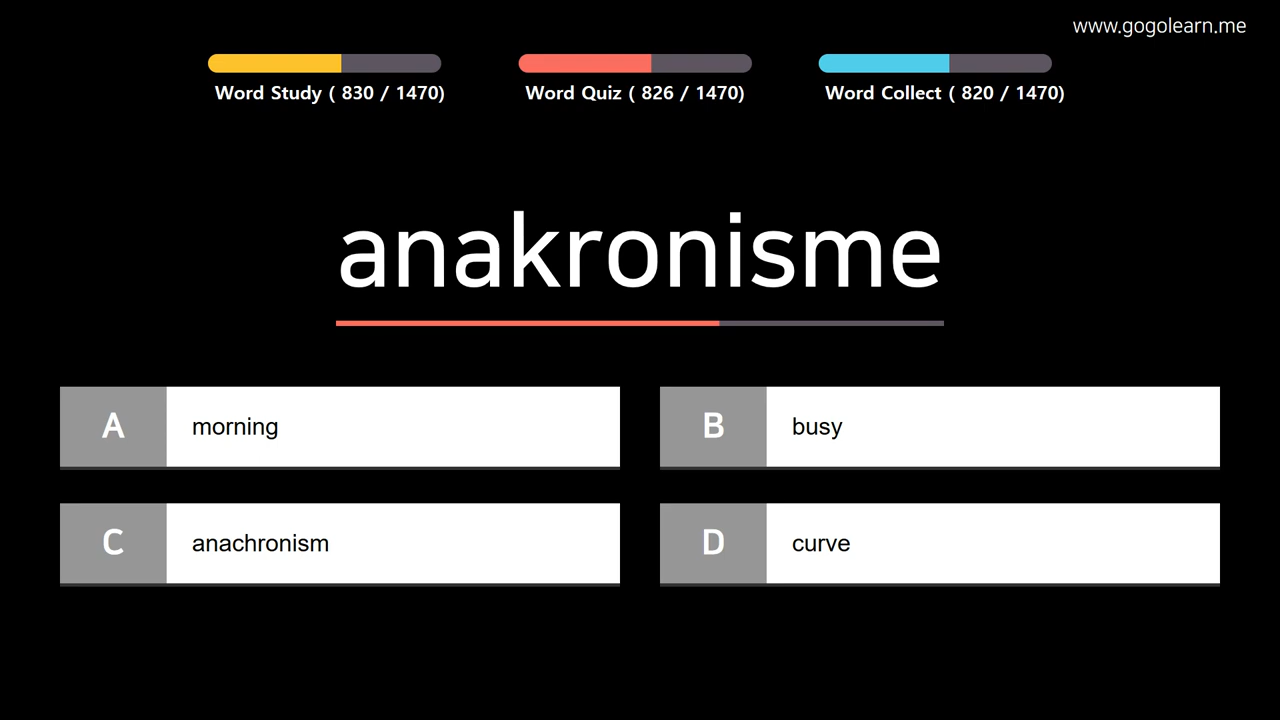 www.gogolearn.me
Word Study ( 830 / 1470)
Word Quiz ( 826 / 1470)
Word Collect ( 820 / 1470)
anakronisme
A morning
B busy
C anachronism
D curve